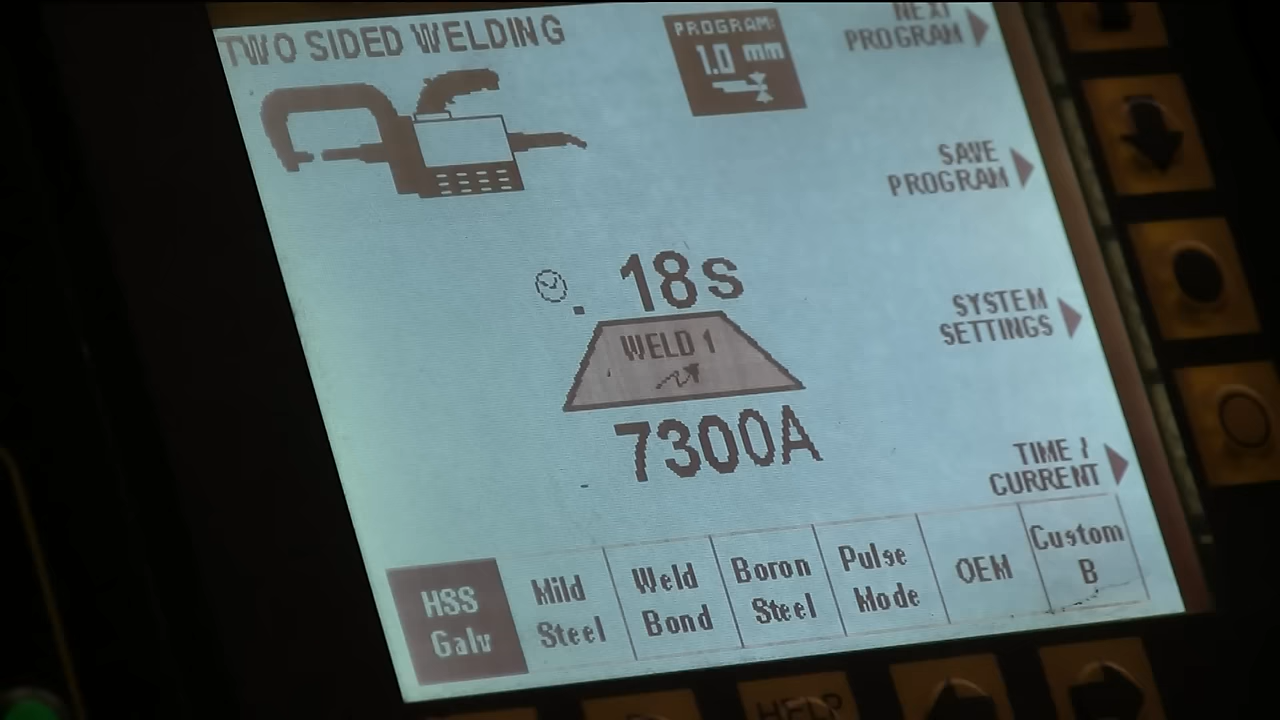 TWO SIDED WELDING
PROGRAM:
1.0 mm
NEXT
PROGRAM
SAVE
PROGRAM
. 18s
WELD 1
7300A
SYSTEM
SETTINGS
TIME /
CURRENT
HSS
Galv
Mild
Steel
Weld
Bond
Boron
Steel
Pulse
Mode
OEM
Custom
B
HELP